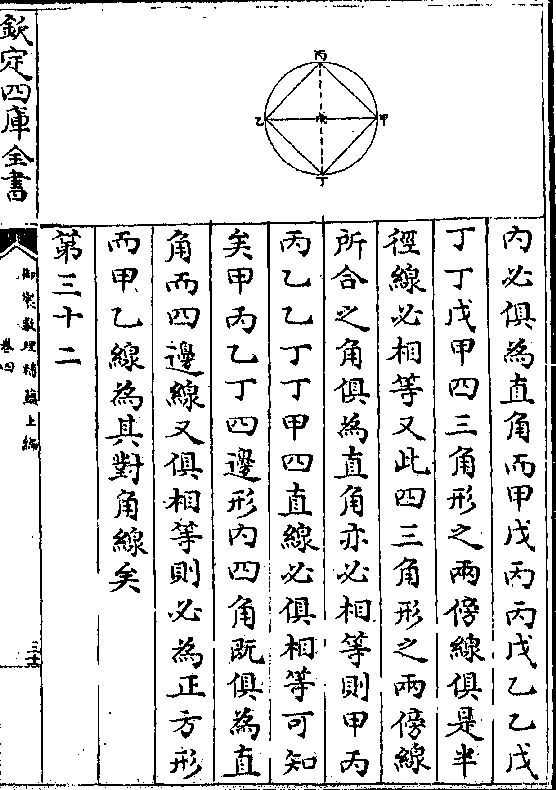 丙
乙
戊
甲
丁
内必俱為直角而甲戊丙丙戊乙乙戊
丁丁戊甲四三角形之兩傍線俱是半
徑線必相等又此四三角形之兩傍線
所合之角俱為直角亦必相等則甲丙
丙乙乙丁丁甲四直線必俱相等可知
矣甲丙乙丁四邊形内四角既俱為直
角而四邊線又俱相等則必為正方形
而甲乙線為其對角線矣
第三十二
欽定四庫全書
御製數理精藴上編
卷四